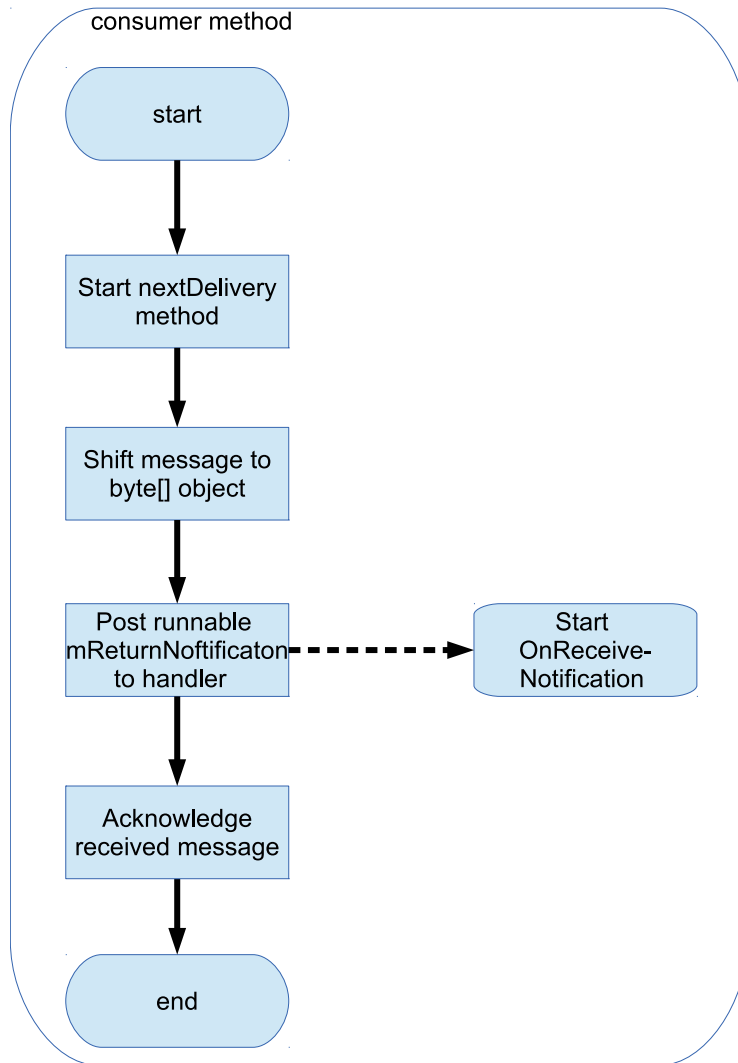 consumer method
start
Start nextDelivery
method
Shift message to
byte[] object
Post runnable
mReturnNoftificaton
to handler
Start
OnReceive-
Notification
Acknowledge
received message
end